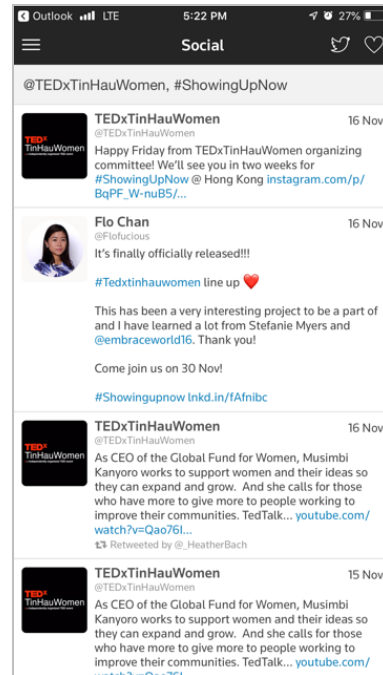 Outlook LTE 5:22 PM 27%
Social
@TEDxTinHauWomen, #ShowingUpNow
TEDx
TinHauWomen
TEDxTinHauWomen 16 Nov
@TEDxTinHauWomen
Happy Friday from TEDxTinHauWomen organizing
committee! We'll see you in two weeks for
#ShowingUpNow @ Hong Kong instagram.com/p/
BqPF_W-nuB5/...
Flo Chan 16 Nov
@Flofucious
It's finally officially released!!!
#Tedxtinhauwomen line up ❤️
This has been a very interesting project to be a part of
and I have learned a lot from Stefanie Myers and
@embraceworld16. Thank you!
Come join us on 30 Nov!
#Showingupnow lnkd.in/fAfnibc
TEDx
TinHauWomen
TEDxTinHauWomen 16 Nov
@TEDxTinHauWomen
As CEO of the Global Fund for Women, Musimbi
Kanyoro works to support women and their ideas so
they can expand and grow. And she calls for those
who have more to give more to people working to
improve their communities. TedTalk... youtube.com/
watch?v=Qao76I...
Retweeted by @_HeatherBach
TEDx
TinHauWomen
TEDxTinHauWomen 15 Nov
@TEDxTinHauWomen
As CEO of the Global Fund for Women, Musimbi
Kanyoro works to support women and their ideas so
they can expand and grow. And she calls for those
who have more to give more to people working to
improve their communities. TedTalk... youtube.com/